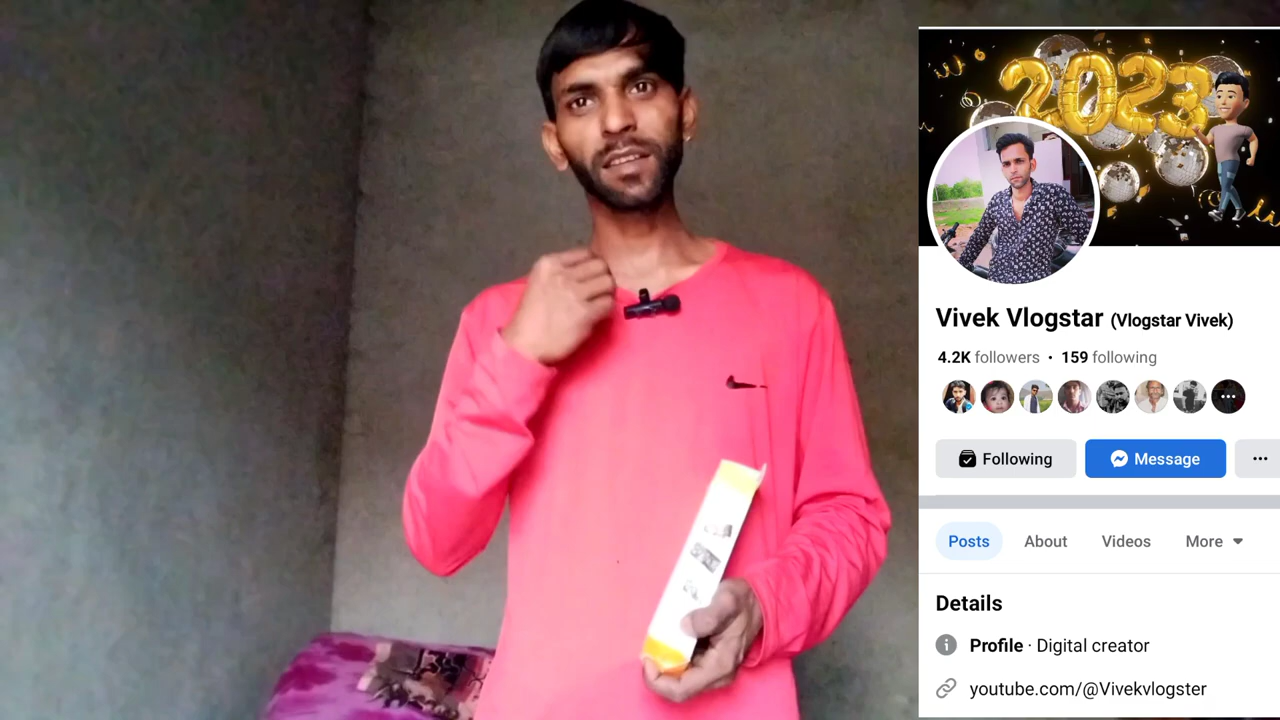 2023
Vivek Vlogstar (Vlogstar Vivek)
4.2K followers • 159 following
Following
Message
Posts About Videos More
Details
Profile · Digital creator
youtube.com/@Vivekvlogster